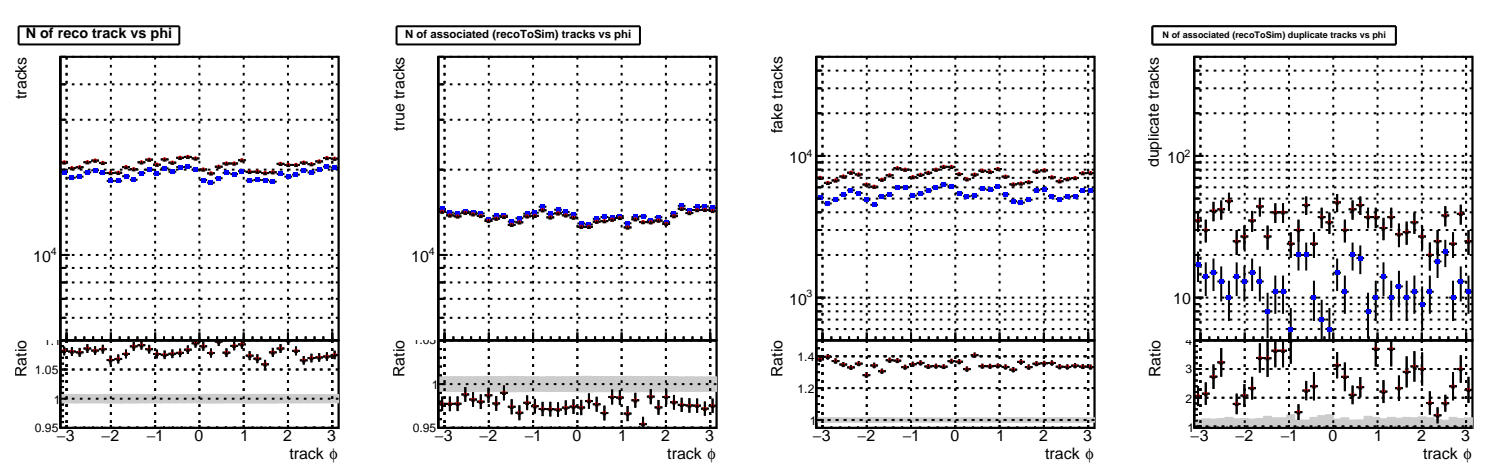 N of reco track vs phi
tracks
10⁴
Ratio
1.1
1.05
1
0.95
−3 −2 −1 0 1 2 3
track ϕ
N of associated (recoToSim) tracks vs phi
true tracks
10⁴
Ratio
1.05
1
0.95
−3 −2 −1 0 1 2 3
track ϕ
fake tracks
10⁴
10³
Ratio
1.4
1.2
1
−3 −2 −1 0 1 2 3
track ϕ
N of associated (recoToSim) duplicate tracks vs phi
duplicate tracks
10²
10
Ratio
4
3
2
1
−3 −2 −1 0 1 2 3
track ϕ